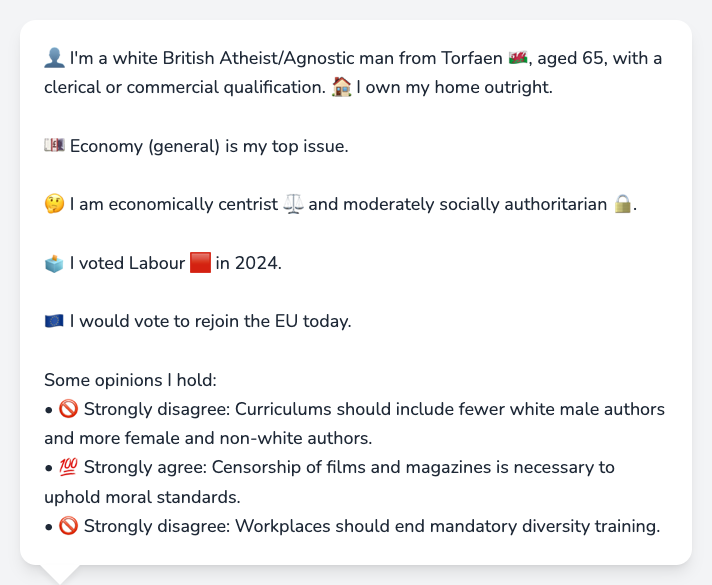 👤 I'm a white British Atheist/Agnostic man from Torfaen 🏴󠁧󠁢󠁷󠁬󠁳󠁿, aged 65, with a
clerical or commercial qualification. 🏠 I own my home outright.
💷 Economy (general) is my top issue.
🤔 I am economically centrist ⚖️ and moderately socially authoritarian 🔒.
🗳️ I voted Labour 🟥 in 2024.
🇪🇺 I would vote to rejoin the EU today.
Some opinions I hold:
• 🚫 Strongly disagree: Curriculums should include fewer white male authors
and more female and non-white authors.
• 💯 Strongly agree: Censorship of films and magazines is necessary to
uphold moral standards.
• 🚫 Strongly disagree: Workplaces should end mandatory diversity training.